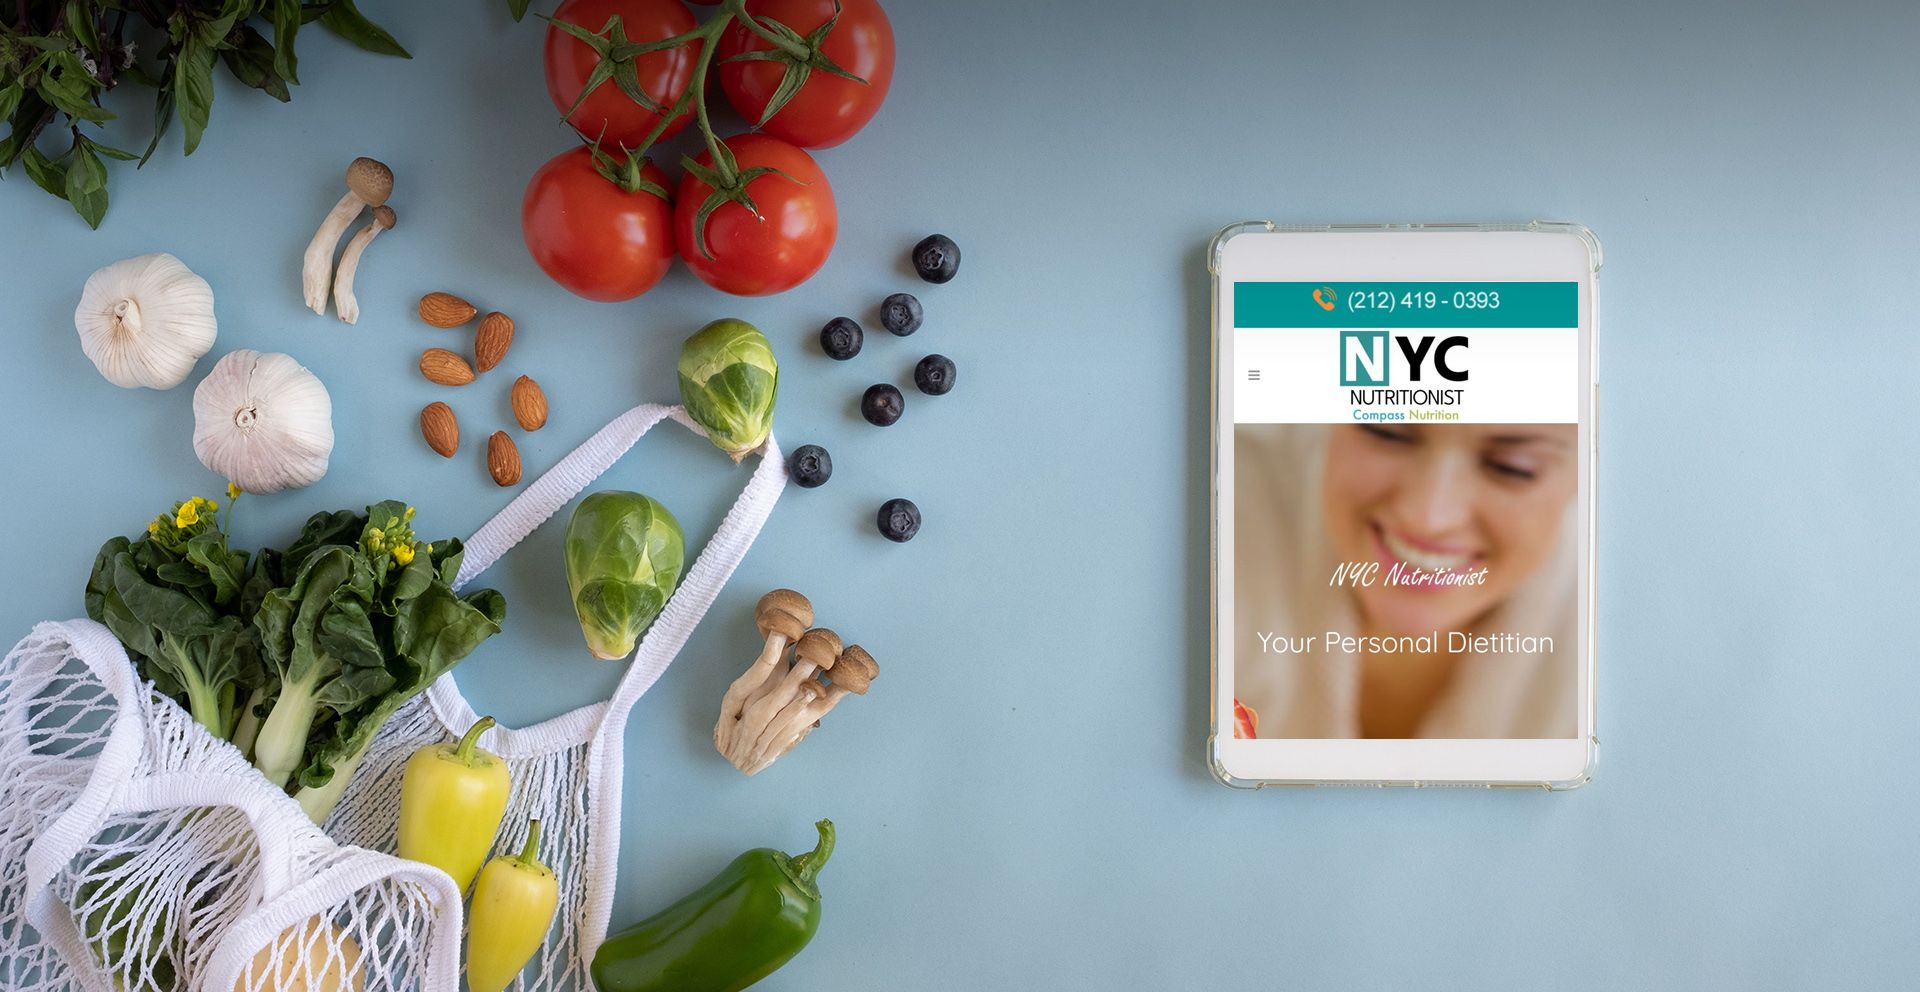 (212) 419 - 0393
NYC
NUTRITIONIST
Compass Nutrition
NYC Nutritionist
Your Personal Dietitian